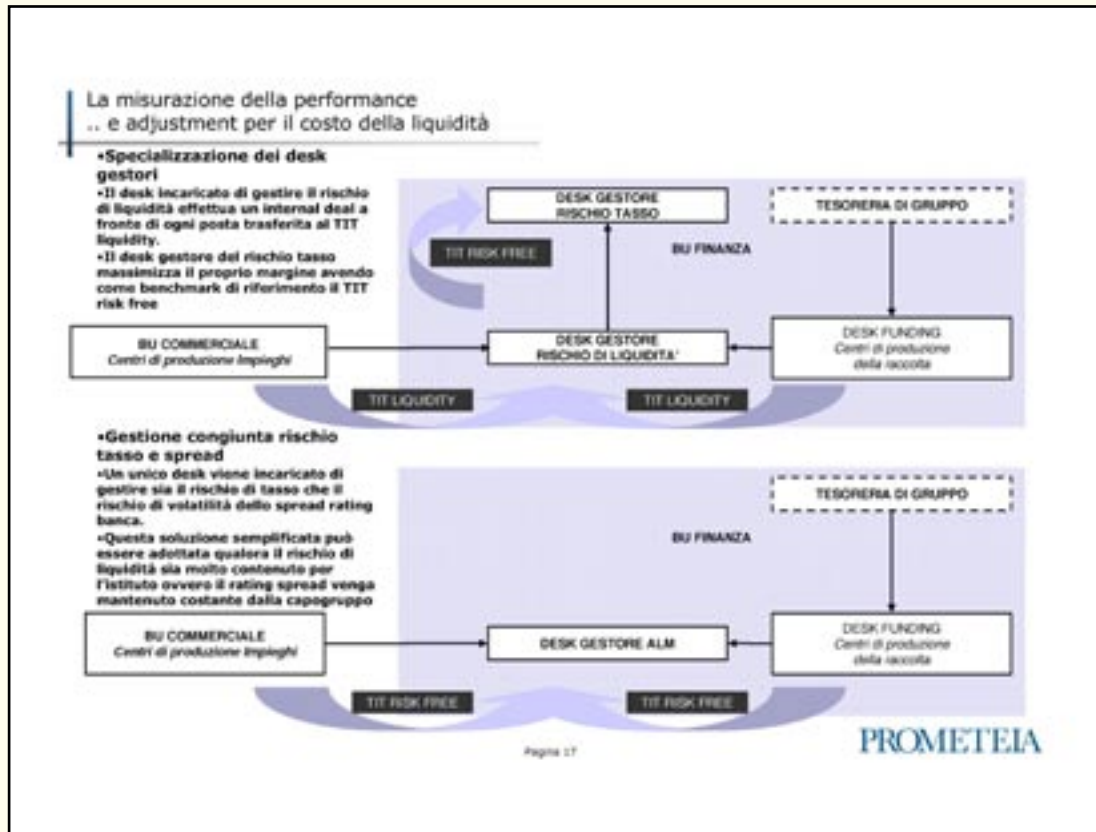 La misurazione della performance
.. e adjustment per il costo della liquidità
•Specializzazione dei desk
gestori
•Il desk incaricato di gestire il rischio
di liquidità effettua un internal deal a
fronte di ogni posta trasferita al TIT
liquidity.
•Il desk gestore del rischio tasso
massimizza il proprio margine avendo
come benchmark di riferimento il TIT
risk free
DESK GESTORE
RISCHIO TASSO
TESORERIA DI GRUPPO
TIT RISK FREE
BU FINANZA
BU COMMERCIALE
Centri di produzione Impieghi
DESK GESTORE
RISCHIO DI LIQUIDITA'
DESK FUNDING
Centri di produzione
della raccolta
TIT LIQUIDITY
TIT LIQUIDITY
•Gestione congiunta rischio
tasso e spread
•Un unico desk viene incaricato di
gestire sia il rischio di tasso che il
rischio di volatilità dello spread rating
banca.
•Questa soluzione semplificata può
essere adottata qualora il rischio di
liquidità sia molto contenuto per
l'istituto ovvero il rating spread venga
mantenuto costante dalla capogruppo
TESORERIA DI GRUPPO
BU FINANZA
BU COMMERCIALE
Centri di produzione Impieghi
DESK GESTORE ALM
DESK FUNDING
Centri di produzione
della raccolta
TIT RISK FREE
TIT RISK FREE
Pagina 17
PROMETEIA